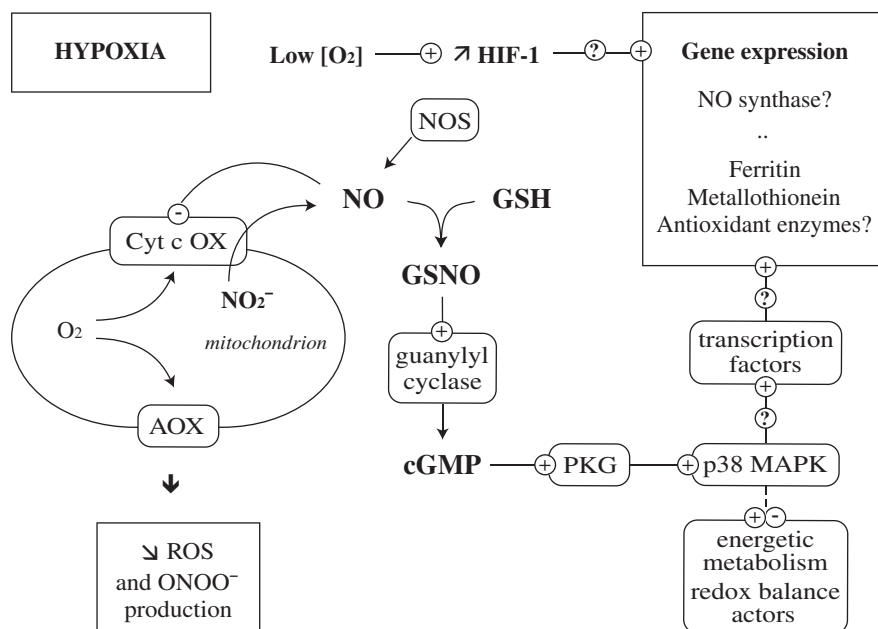 HYPOXIA
Low [O₂] + ↗ HIF-1 ? +
Gene expression
NO synthase?
..
Ferritin
Metallothionein
Antioxidant enzymes?
NOS
NO
GSH
-
Cyt c OX
NO₂⁻
GSNO
O₂
mitochondrion
+
guanylyl
cyclase
+
?
transcription
factors
+
?
AOX
cGMP + PKG + p38 MAPK
↘ ROS
and ONOO⁻
production
+ -
energetic
metabolism
redox balance
actors